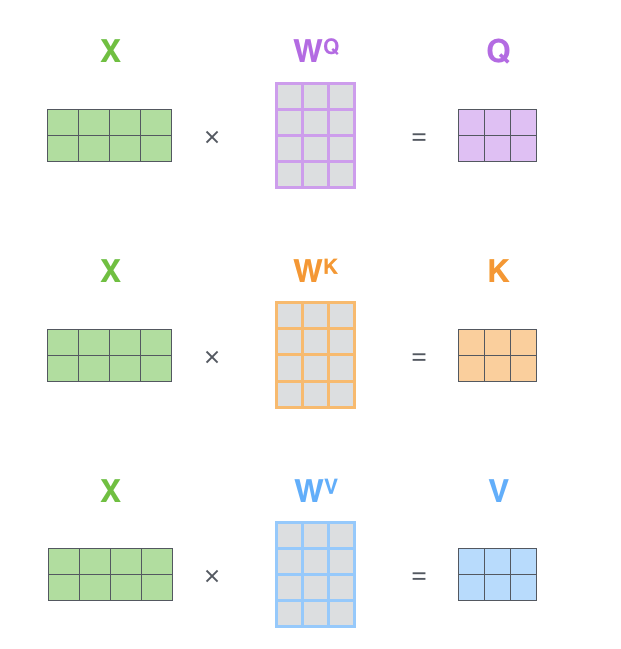 X W^Q Q
× =
X W^K K
× =
X W^V V
× =